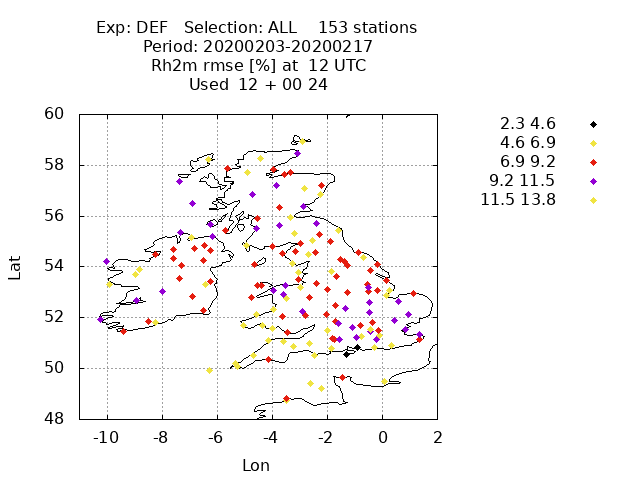 Exp: DEF Selection: ALL 153 stations
Period: 20200203-20200217
Rh2m rmse [%] at 12 UTC
Used 12 + 00 24
60
58
56
54
52
50
48
Lat
-10 -8 -6 -4 -2 0 2
Lon
2.3 4.6
4.6 6.9
6.9 9.2
9.2 11.5
11.5 13.8